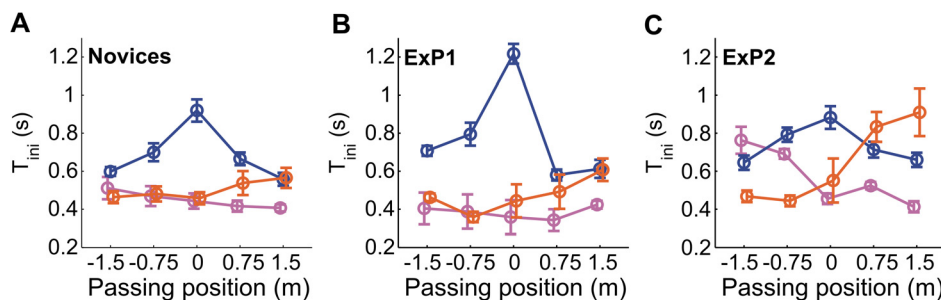 A
Novices
T_ini (s)
1.2
1
0.8
0.6
0.4
0.2
-1.5 -0.75 0 0.75 1.5
Passing position (m)
B
ExP1
T_ini (s)
1.2
1
0.8
0.6
0.4
0.2
-1.5 -0.75 0 0.75 1.5
Passing position (m)
C
ExP2
T_ini (s)
1.2
1
0.8
0.6
0.4
0.2
-1.5 -0.75 0 0.75 1.5
Passing position (m)